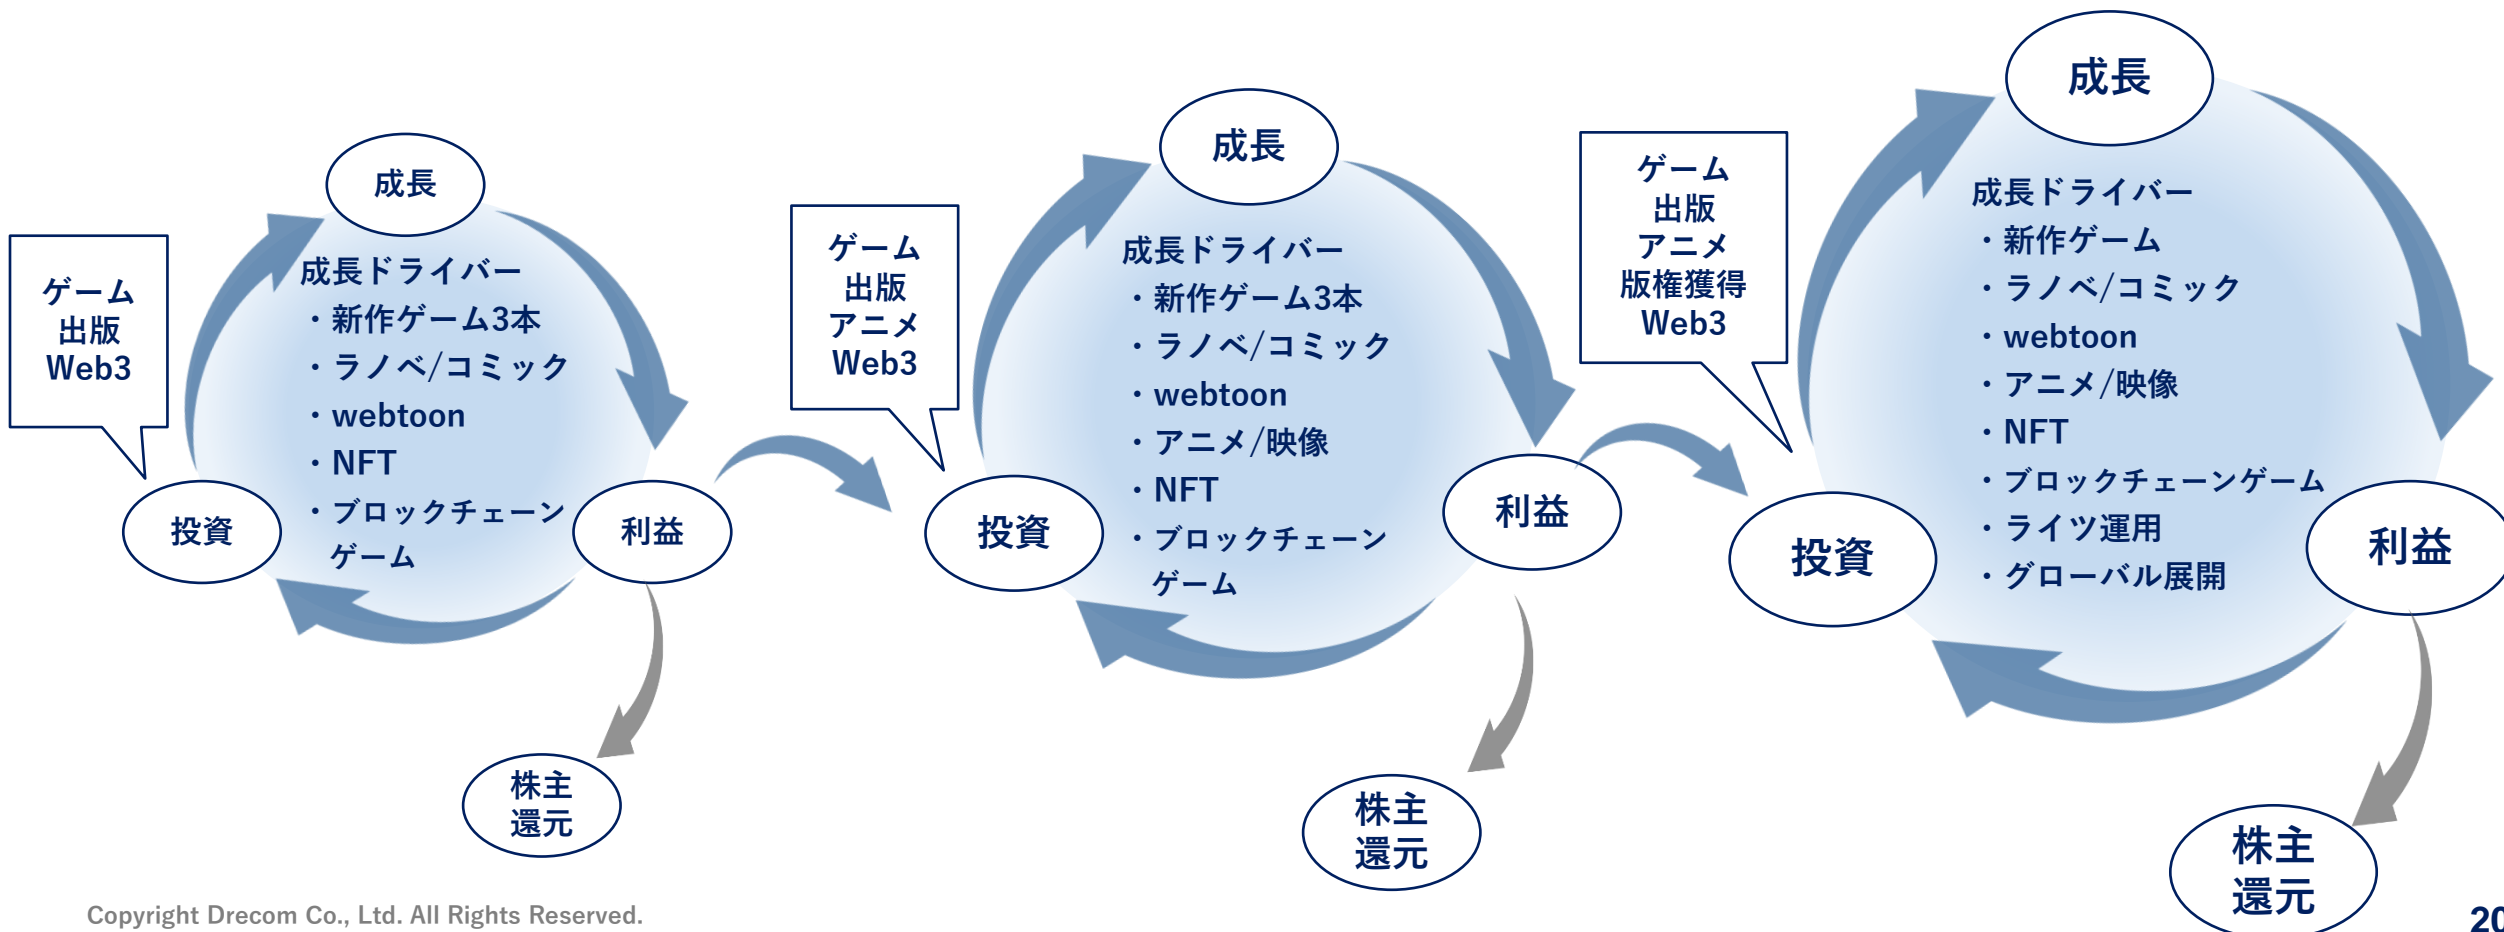 成長
ゲーム
出版
Web3
成長ドライバー
・新作ゲーム3本
・ラノベ/コミック
・webtoon
・NFT
・ブロックチェーン
ゲーム
投資
利益
株主
還元
成長
ゲーム
出版
アニメ
Web3
成長ドライバー
・新作ゲーム3本
・ラノベ/コミック
・webtoon
・アニメ/映像
・NFT
・ブロックチェーン
ゲーム
投資
利益
株主
還元
成長
ゲーム
出版
アニメ
版権獲得
Web3
成長ドライバー
・新作ゲーム
・ラノベ/コミック
・webtoon
・アニメ/映像
・NFT
・ブロックチェーンゲーム
・ライツ運用
・グローバル展開
投資
利益
株主
還元
Copyright Drecom Co., Ltd. All Rights Reserved.
20